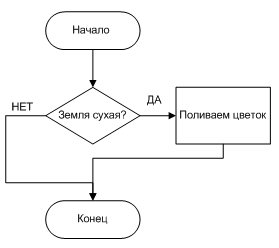 Начало
Земля сухая?
НЕТ
ДА
Поливаем цветок
Конец